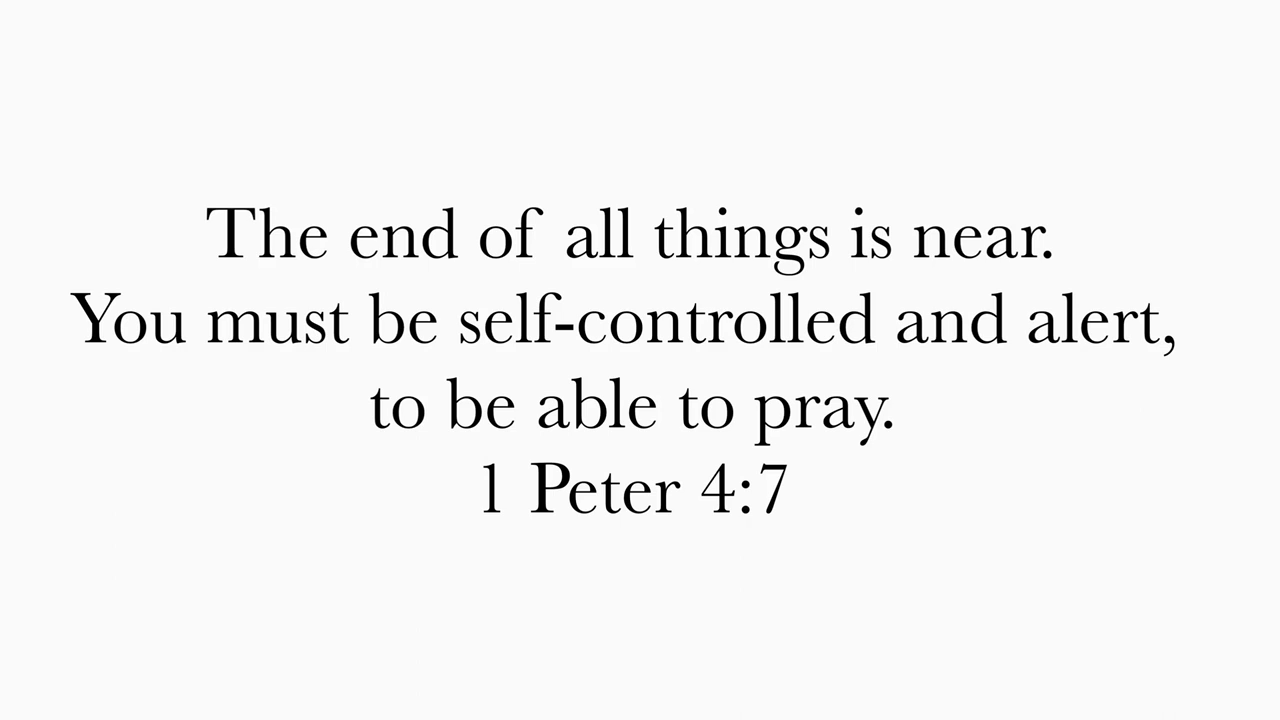 The end of all things is near.
You must be self-controlled and alert,
to be able to pray.
1 Peter 4:7